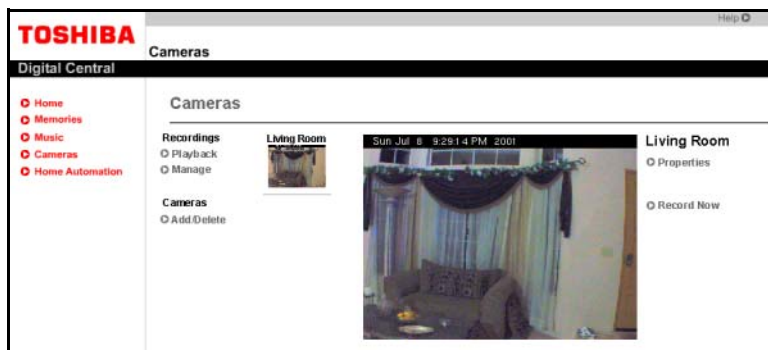 Help
TOSHIBA
Cameras
Digital Central
Home
Memories
Music
Cameras
Home Automation
Cameras
Recordings
Playback
Manage
Cameras
Add/Delete
Living Room
Sun Jul 8 9:29:14 PM 2001
Living Room
Properties
Record Now